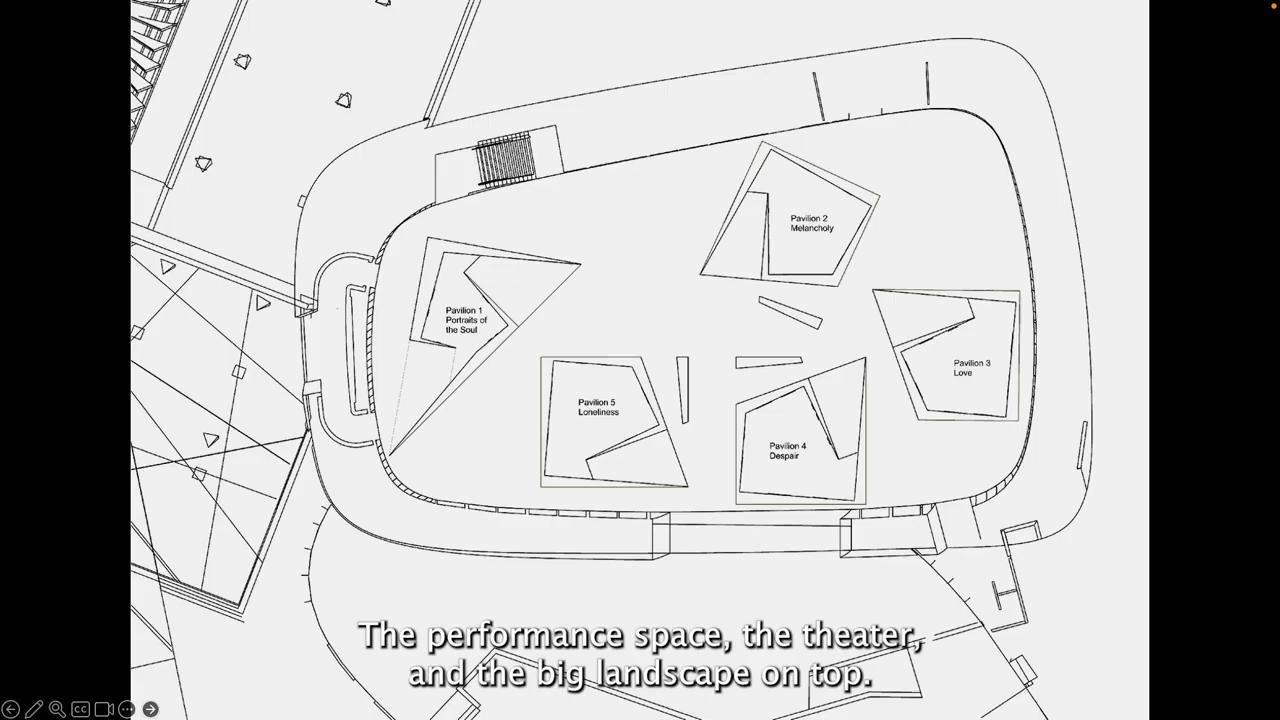 Pavilion 2
Melancholy
Pavilion 1
Portraits of
the Soul
Pavilion 3
Love
Pavilion 5
Loneliness
Pavilion 4
Despair
The performance space, the theater,
and the big landscape on top.
CC